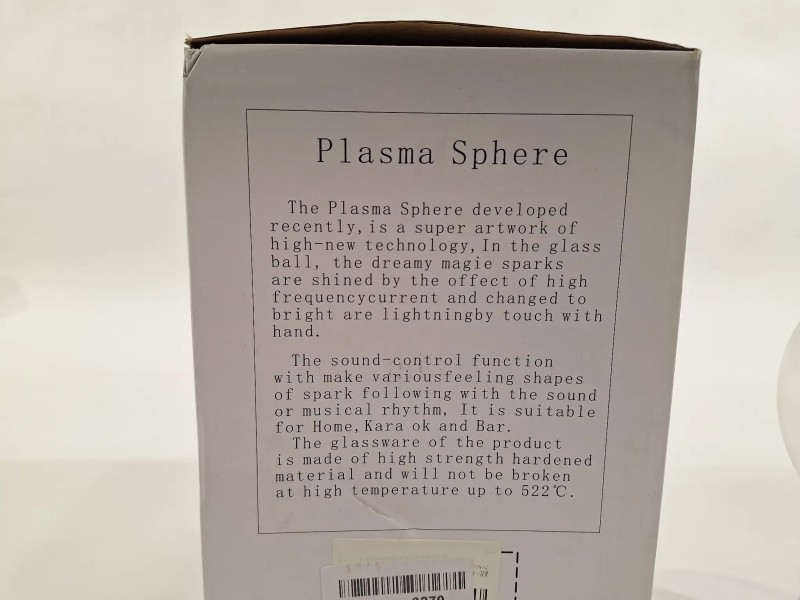 Plasma Sphere
The Plasma Sphere developed
recently, is a super artwork of
high-new technology, In the glass
ball, the dreamy magie sparks
are shined by the offect of high
frequencycurrent and changed to
bright are lightningby touch with
hand.
The sound-control function
with make variousfeeling shapes
of spark following with the sound
or musical rhythm, It is suitable
for Home, Kara ok and Bar.
The glassware of the product
is made of high strength hardened
material and will not be broken
at high temperature up to 522℃.